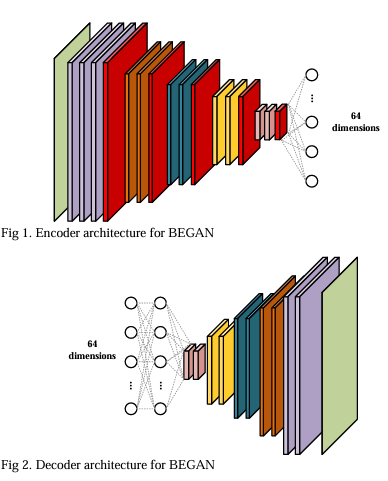 64
dimensions
Fig 1. Encoder architecture for BEGAN
64
dimensions
Fig 2. Decoder architecture for BEGAN